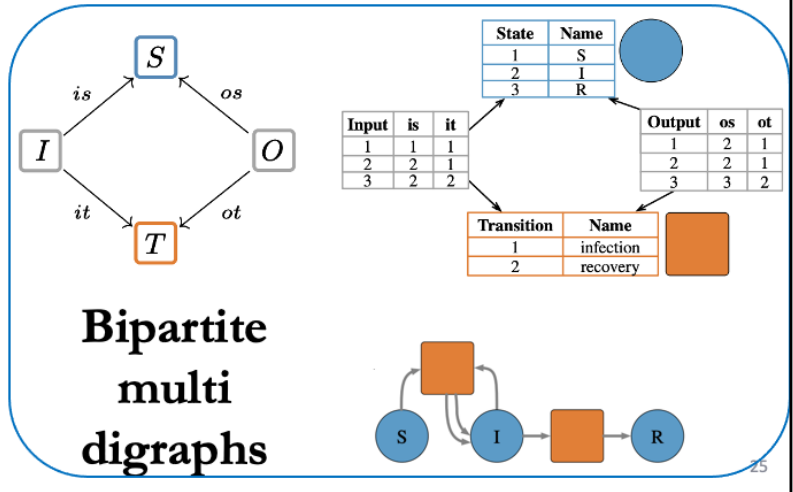 S
is
os
I
O
it
ot
T
Bipartite
multi
digraphs
State Name
1 S
2 I
3 R
Input is it
1 1 1
2 2 1
3 2 2
Output os ot
1 2 1
2 2 1
3 3 2
Transition Name
1 infection
2 recovery
S I R
25